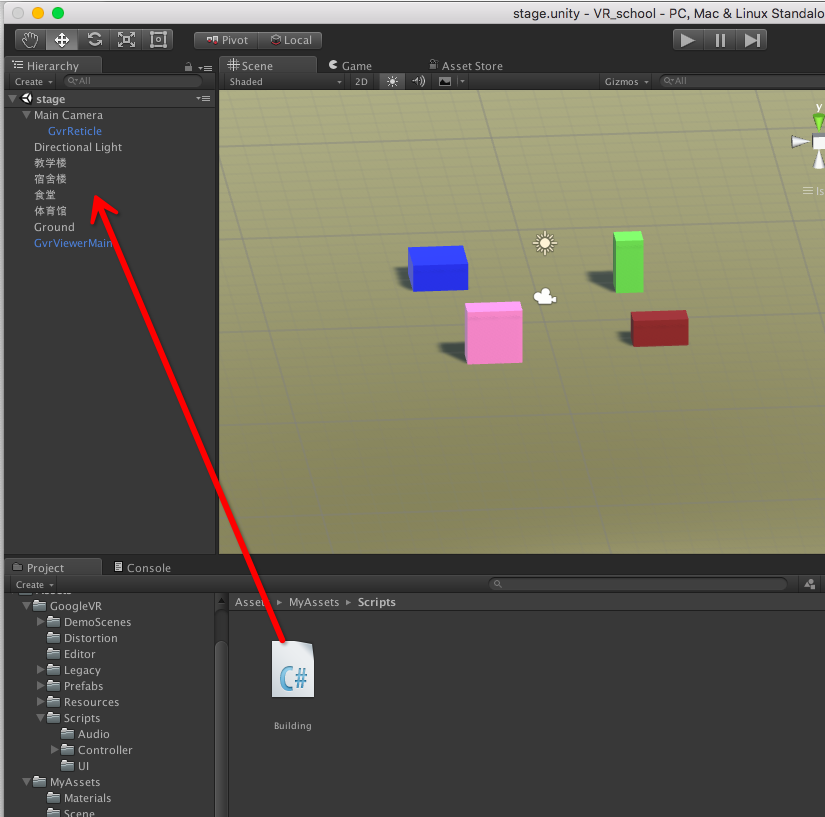 stage.unity - VR_school - PC, Mac & Linux Standalo
Pivot Local
Hierarchy
Scene Game Asset Store
Create All
Shaded 2D Gizmos All
stage
Main Camera
GvrReticle
Directional Light
教学楼
宿舍楼
食堂
体育馆
Ground
GvrViewerMain
y
Is
Project Console
Create
Assets
GoogleVR
DemoScenes
Distortion
Editor
Legacy
Prefabs
Resources
Scripts
Audio
Controller
UI
MyAssets
Materials
Scene
Assets MyAssets Scripts
C#
Building